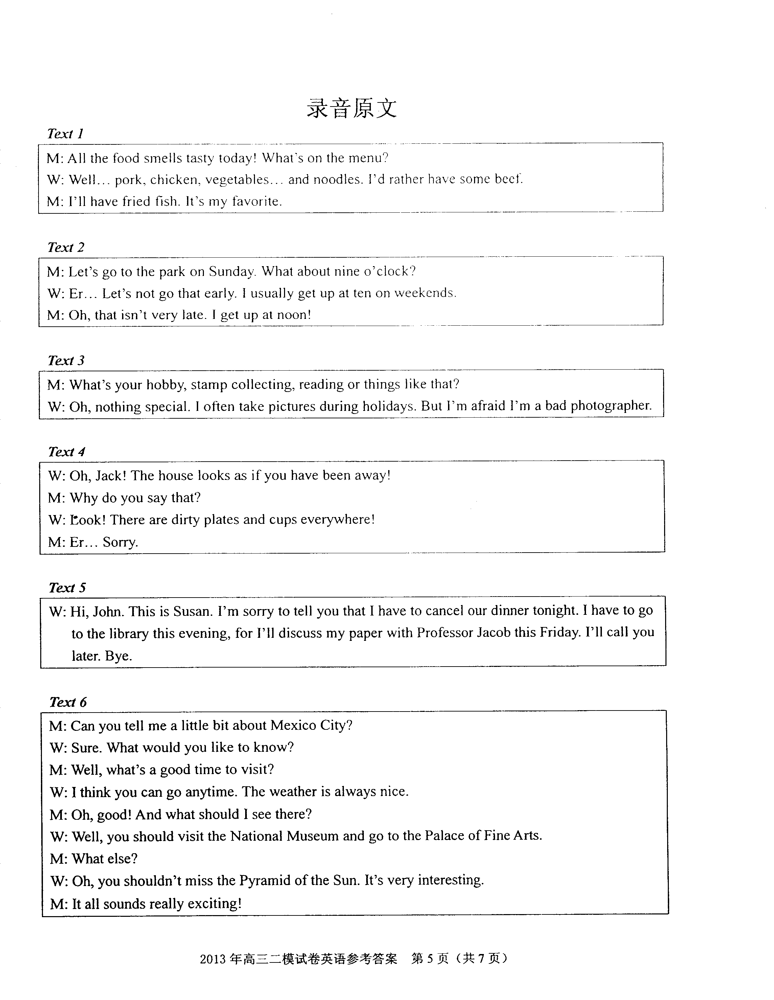 录音原文
Text 1
M: All the food smells tasty today! What's on the menu?
W: Well... pork, chicken, vegetables... and noodles. I'd rather have some beef.
M: I'll have fried fish. It's my favorite.
Text 2
M: Let's go to the park on Sunday. What about nine o'clock?
W: Er... Let's not go that early. I usually get up at ten on weekends.
M: Oh, that isn't very late. I get up at noon!
Text 3
M: What's your hobby, stamp collecting, reading or things like that?
W: Oh, nothing special. I often take pictures during holidays. But I'm afraid I'm a bad photographer.
Text 4
W: Oh, Jack! The house looks as if you have been away!
M: Why do you say that?
W: Look! There are dirty plates and cups everywhere!
M: Er... Sorry.
Text 5
W: Hi, John. This is Susan. I'm sorry to tell you that I have to cancel our dinner tonight. I have to go
to the library this evening, for I'll discuss my paper with Professor Jacob this Friday. I'll call you
later. Bye.
Text 6
M: Can you tell me a little bit about Mexico City?
W: Sure. What would you like to know?
M: Well, what's a good time to visit?
W: I think you can go anytime. The weather is always nice.
M: Oh, good! And what should I see there?
W: Well, you should visit the National Museum and go to the Palace of Fine Arts.
M: What else?
W: Oh, you shouldn't miss the Pyramid of the Sun. It's very interesting.
M: It all sounds really exciting!
2013 年高三二模试卷英语参考答案 第 5 页（共 7 页）